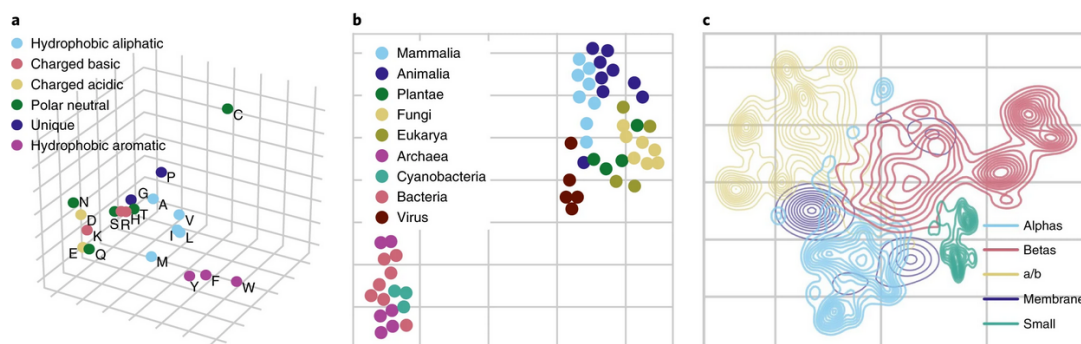 a
Hydrophobic aliphatic
Charged basic
Charged acidic
Polar neutral
Unique
Hydrophobic aromatic
C
P
N
G
A
D
S
R
H
T
V
K
I
L
E
Q
M
Y
F
W
b
Mammalia
Animalia
Plantae
Fungi
Eukarya
Archaea
Cyanobacteria
Bacteria
Virus
c
Alphas
Betas
a/b
Membrane
Small